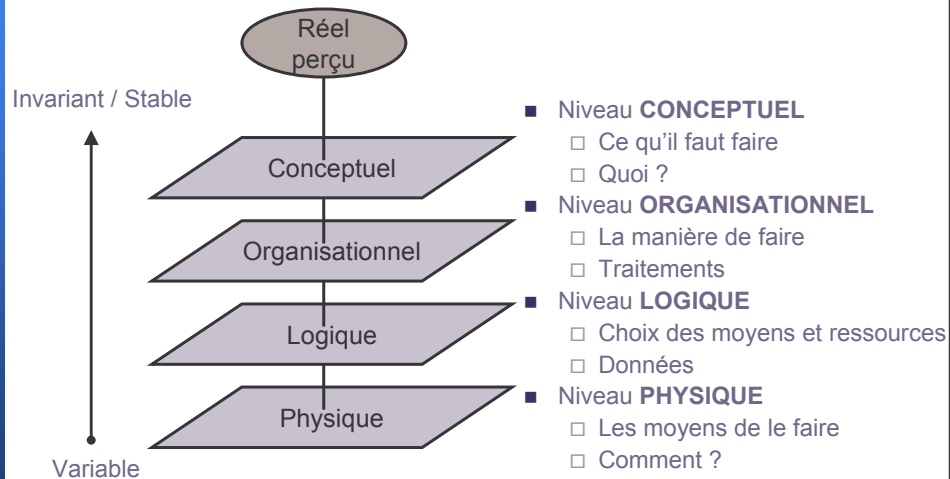 Réel
perçu
Invariant / Stable
Conceptuel
Organisationnel
Logique
Physique
Variable
■ Niveau CONCEPTUEL
□ Ce qu’il faut faire
□ Quoi ?
■ Niveau ORGANISATIONNEL
□ La manière de faire
□ Traitements
■ Niveau LOGIQUE
□ Choix des moyens et ressources
□ Données
■ Niveau PHYSIQUE
□ Les moyens de le faire
□ Comment ?